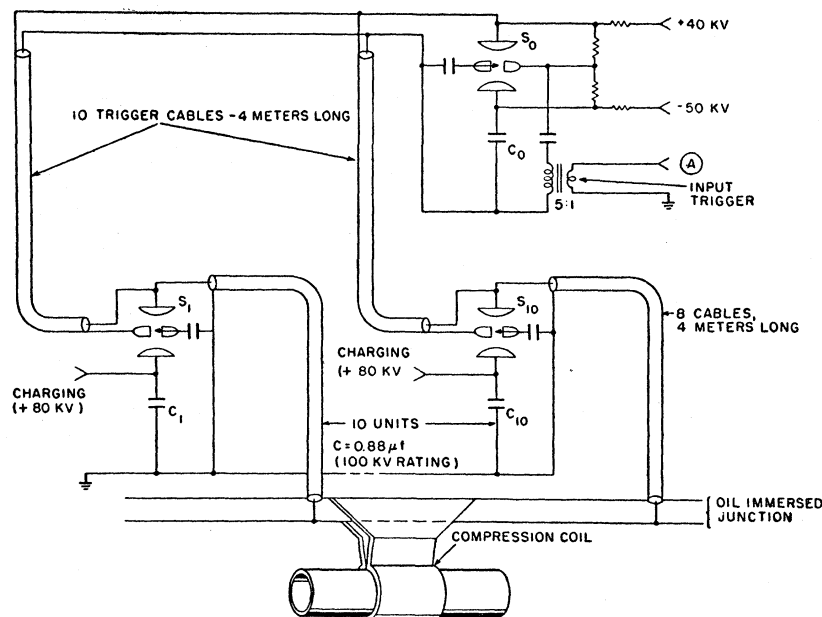 S0
+40 KV
10 TRIGGER CABLES -4 METERS LONG
-50 KV
C0
A
INPUT
TRIGGER
5:1
S1
S10
8 CABLES,
4 METERS LONG
CHARGING
(+ 80 KV
CHARGING
(+ 80 KV)
C1
10 UNITS
C10
C = 0.88 μf
(100 KV RATING)
OIL IMMERSED
JUNCTION
COMPRESSION COIL